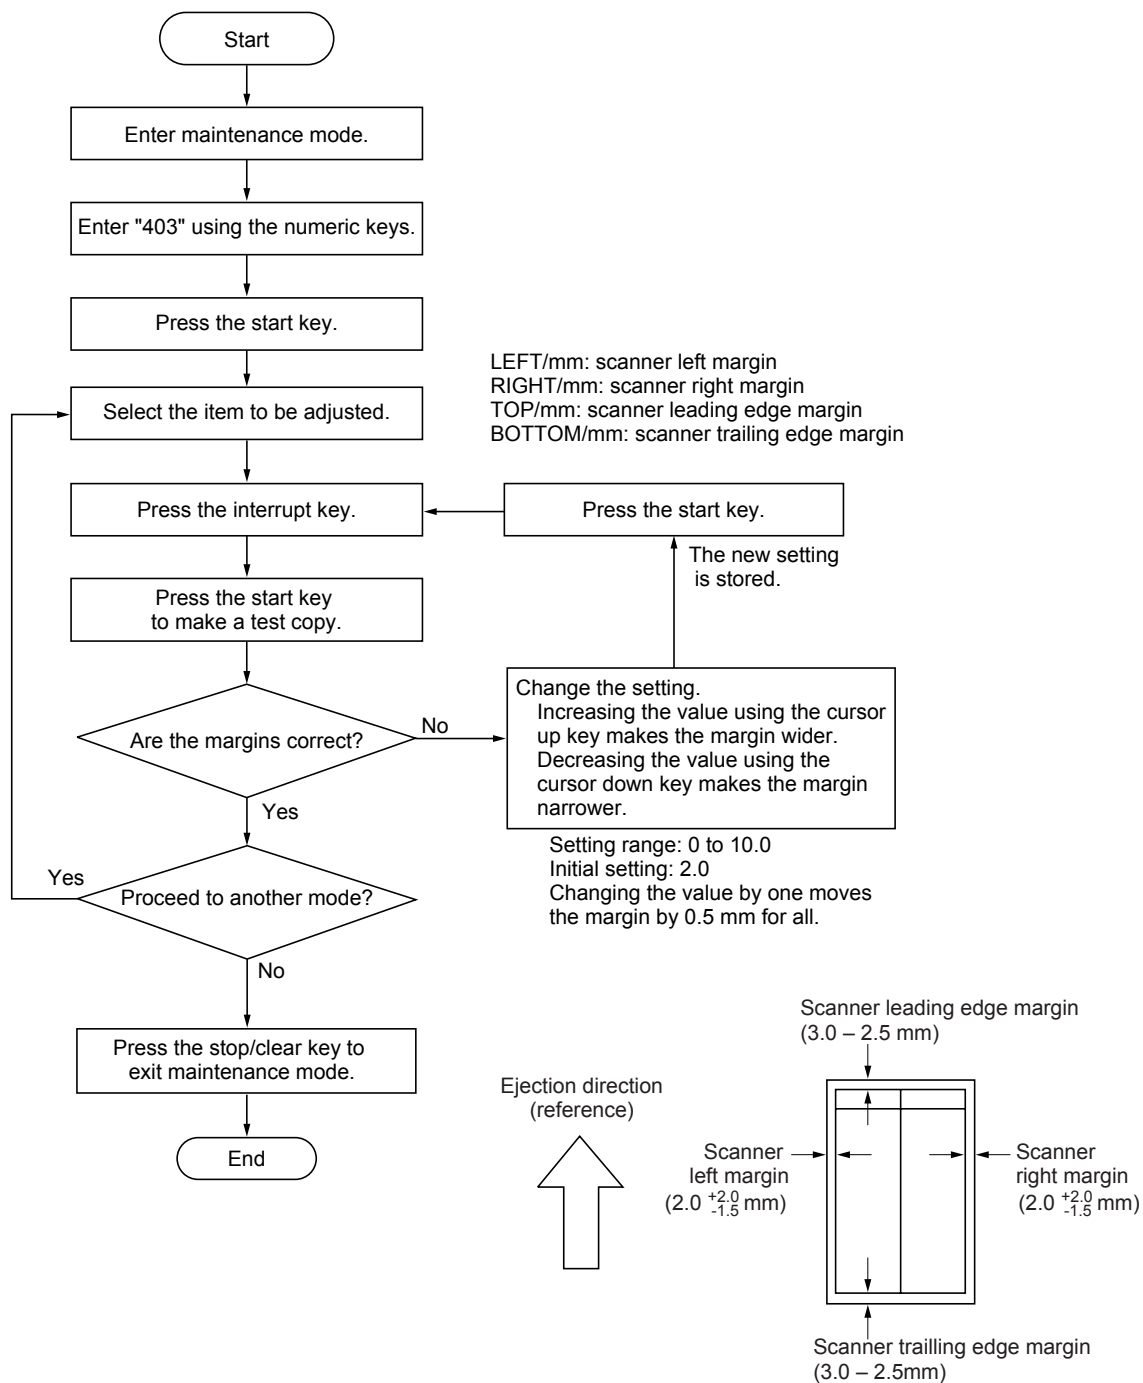 Start
Enter maintenance mode.
Enter "403" using the numeric keys.
Press the start key.
LEFT/mm: scanner left margin
RIGHT/mm: scanner right margin
TOP/mm: scanner leading edge margin
BOTTOM/mm: scanner trailing edge margin
Select the item to be adjusted.
Press the interrupt key.
Press the start key.
The new setting
is stored.
Press the start key
to make a test copy.
Are the margins correct?
No
Change the setting.
Increasing the value using the cursor
up key makes the margin wider.
Decreasing the value using the
cursor down key makes the margin
narrower.
Yes
Setting range: 0 to 10.0
Initial setting: 2.0
Changing the value by one moves
the margin by 0.5 mm for all.
Yes
Proceed to another mode?
No
Press the stop/clear key to
exit maintenance mode.
End
Ejection direction
(reference)
Scanner leading edge margin
(3.0 – 2.5 mm)
Scanner
left margin
(2.0 +2.0 -1.5 mm)
Scanner
right margin
(2.0 +2.0 -1.5 mm)
Scanner trailling edge margin
(3.0 – 2.5mm)